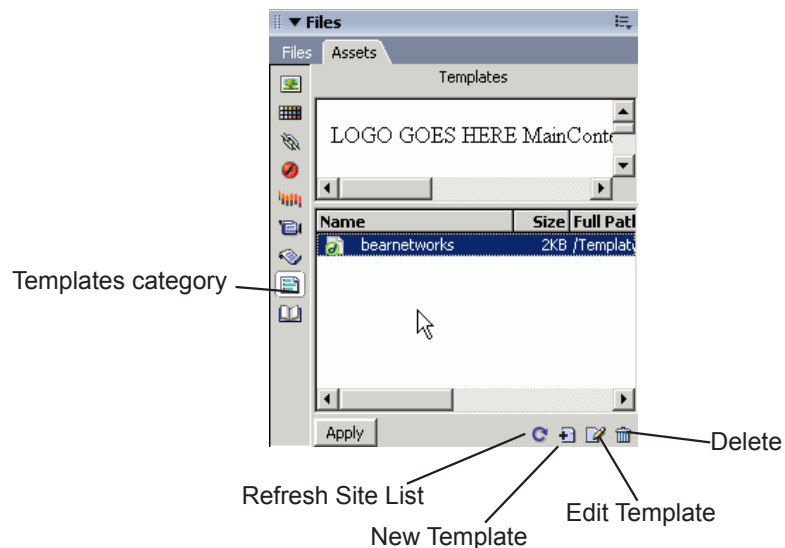 Files
Files Assets
Templates
LOGO GOES HERE MainConte
Name Size Full Path
bearnetworks 2KB /Templat
Templates category
Apply
Delete
Refresh Site List
Edit Template
New Template